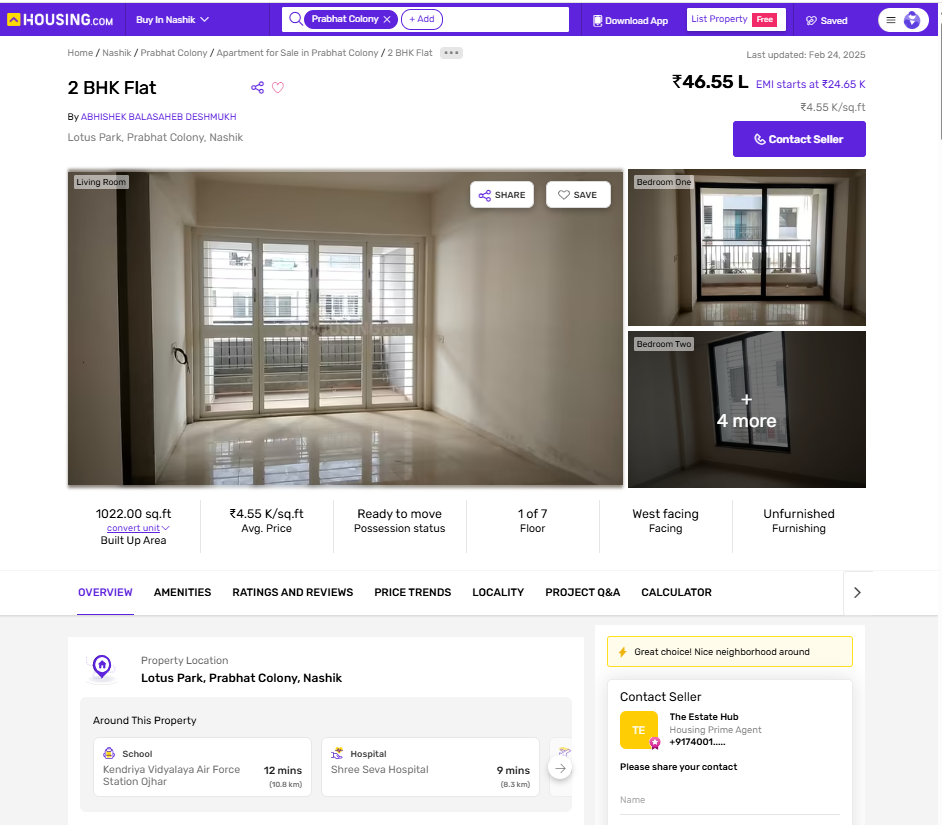 HOUSING.COM
Buy In Nashik
Prabhat Colony
+ Add
Download App
List Property Free
Saved
Home / Nashik / Prabhat Colony / Apartment for Sale in Prabhat Colony / 2 BHK Flat
Last updated: Feb 24, 2025
2 BHK Flat
₹46.55 L EMI starts at ₹24.65 K
₹4.55 K/sq.ft
By ABHISHEK BALASAHEB DESHMUKH
Lotus Park, Prabhat Colony, Nashik
Contact Seller
Living Room
SHARE
SAVE
HOUSING.COM
Bedroom One
Bedroom Two
+
4 more
1022.00 sq.ft
convert unit
Built Up Area
₹4.55 K/sq.ft
Avg. Price
Ready to move
Possession status
1 of 7
Floor
West facing
Facing
Unfurnished
Furnishing
OVERVIEW AMENITIES RATINGS AND REVIEWS PRICE TRENDS LOCALITY PROJECT Q&A CALCULATOR
Property Location
Lotus Park, Prabhat Colony, Nashik
Around This Property
School
Kendriya Vidyalaya Air Force
Station Ojhar
12 mins
(10.8 km)
Hospital
Shree Seva Hospital
9 mins
(8.3 km)
Great choice! Nice neighborhood around
Contact Seller
TE
The Estate Hub
Housing Prime Agent
+9174001.....
Please share your contact
Name